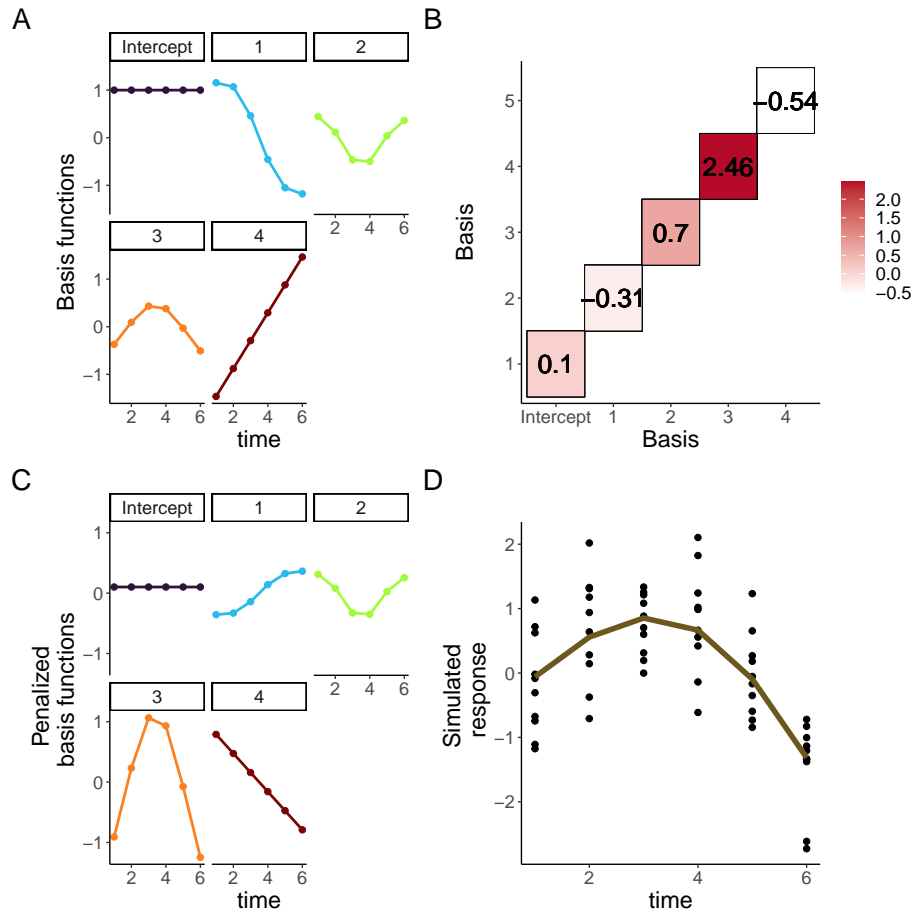 A
Intercept 1 2
1
0
−1
2 4 6
3 4
1
0
−1
2 4 6 2 4 6
time
Basis functions
B
5
4
3
2
1
−0.54
2.46
0.7
−0.31
0.1
Intercept 1 2 3 4
Basis
Basis
2.0
1.5
1.0
0.5
0.0
−0.5
C
Intercept 1 2
1
0
−1
2 4 6
3 4
1
0
−1
2 4 6 2 4 6
time
Penalized
basis functions
D
2
1
0
−1
−2
2 4 6
time
Simulated
response